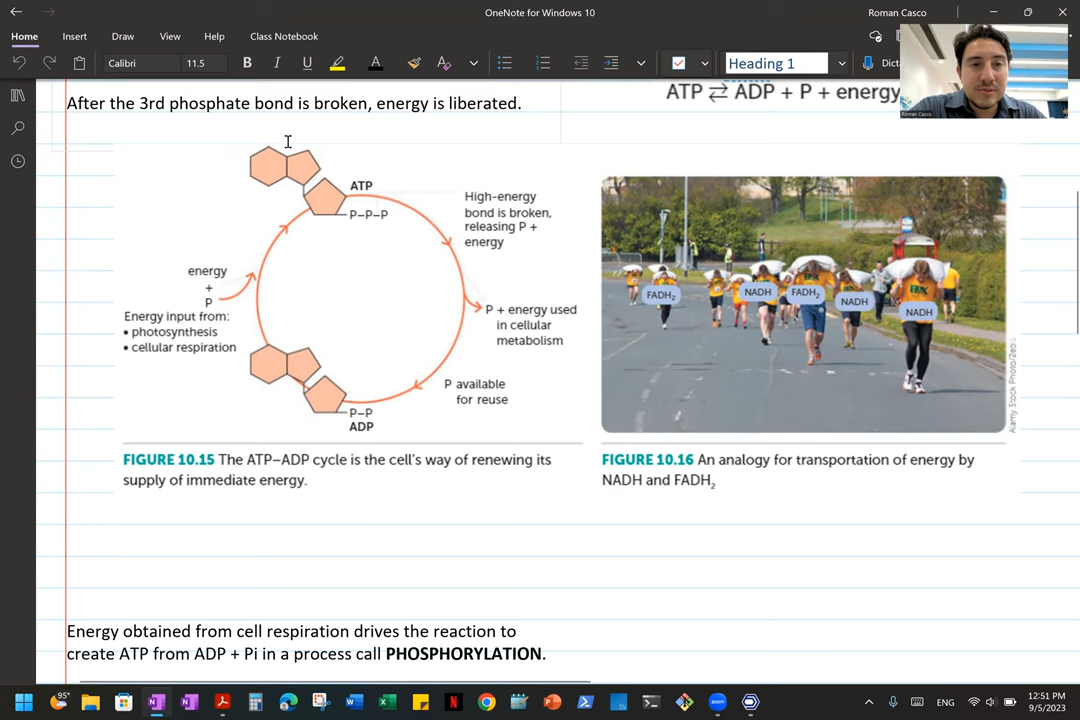 OneNote for Windows 10
Roman Casco
Home Insert Draw View Help Class Notebook
Calibri 11.5 B I U A Heading 1 Dicta
After the 3rd phosphate bond is broken, energy is liberated.
ATP ⇄ ADP + P + energy
Roman Casco
ATP
P–P–P
High-energy
bond is broken,
releasing P +
energy
energy
+
P
Energy input from:
• photosynthesis
• cellular respiration
P + energy used
in cellular
metabolism
P available
for reuse
P–P
ADP
FADH₂
NADH
FADH₂
NADH
NADH
FIGURE 10.15 The ATP–ADP cycle is the cell's way of renewing its
supply of immediate energy.
FIGURE 10.16 An analogy for transportation of energy by
NADH and FADH₂
Energy obtained from cell respiration drives the reaction to
create ATP from ADP + Pi in a process call PHOSPHORYLATION.
95°
ENG
12:51 PM
9/5/2023